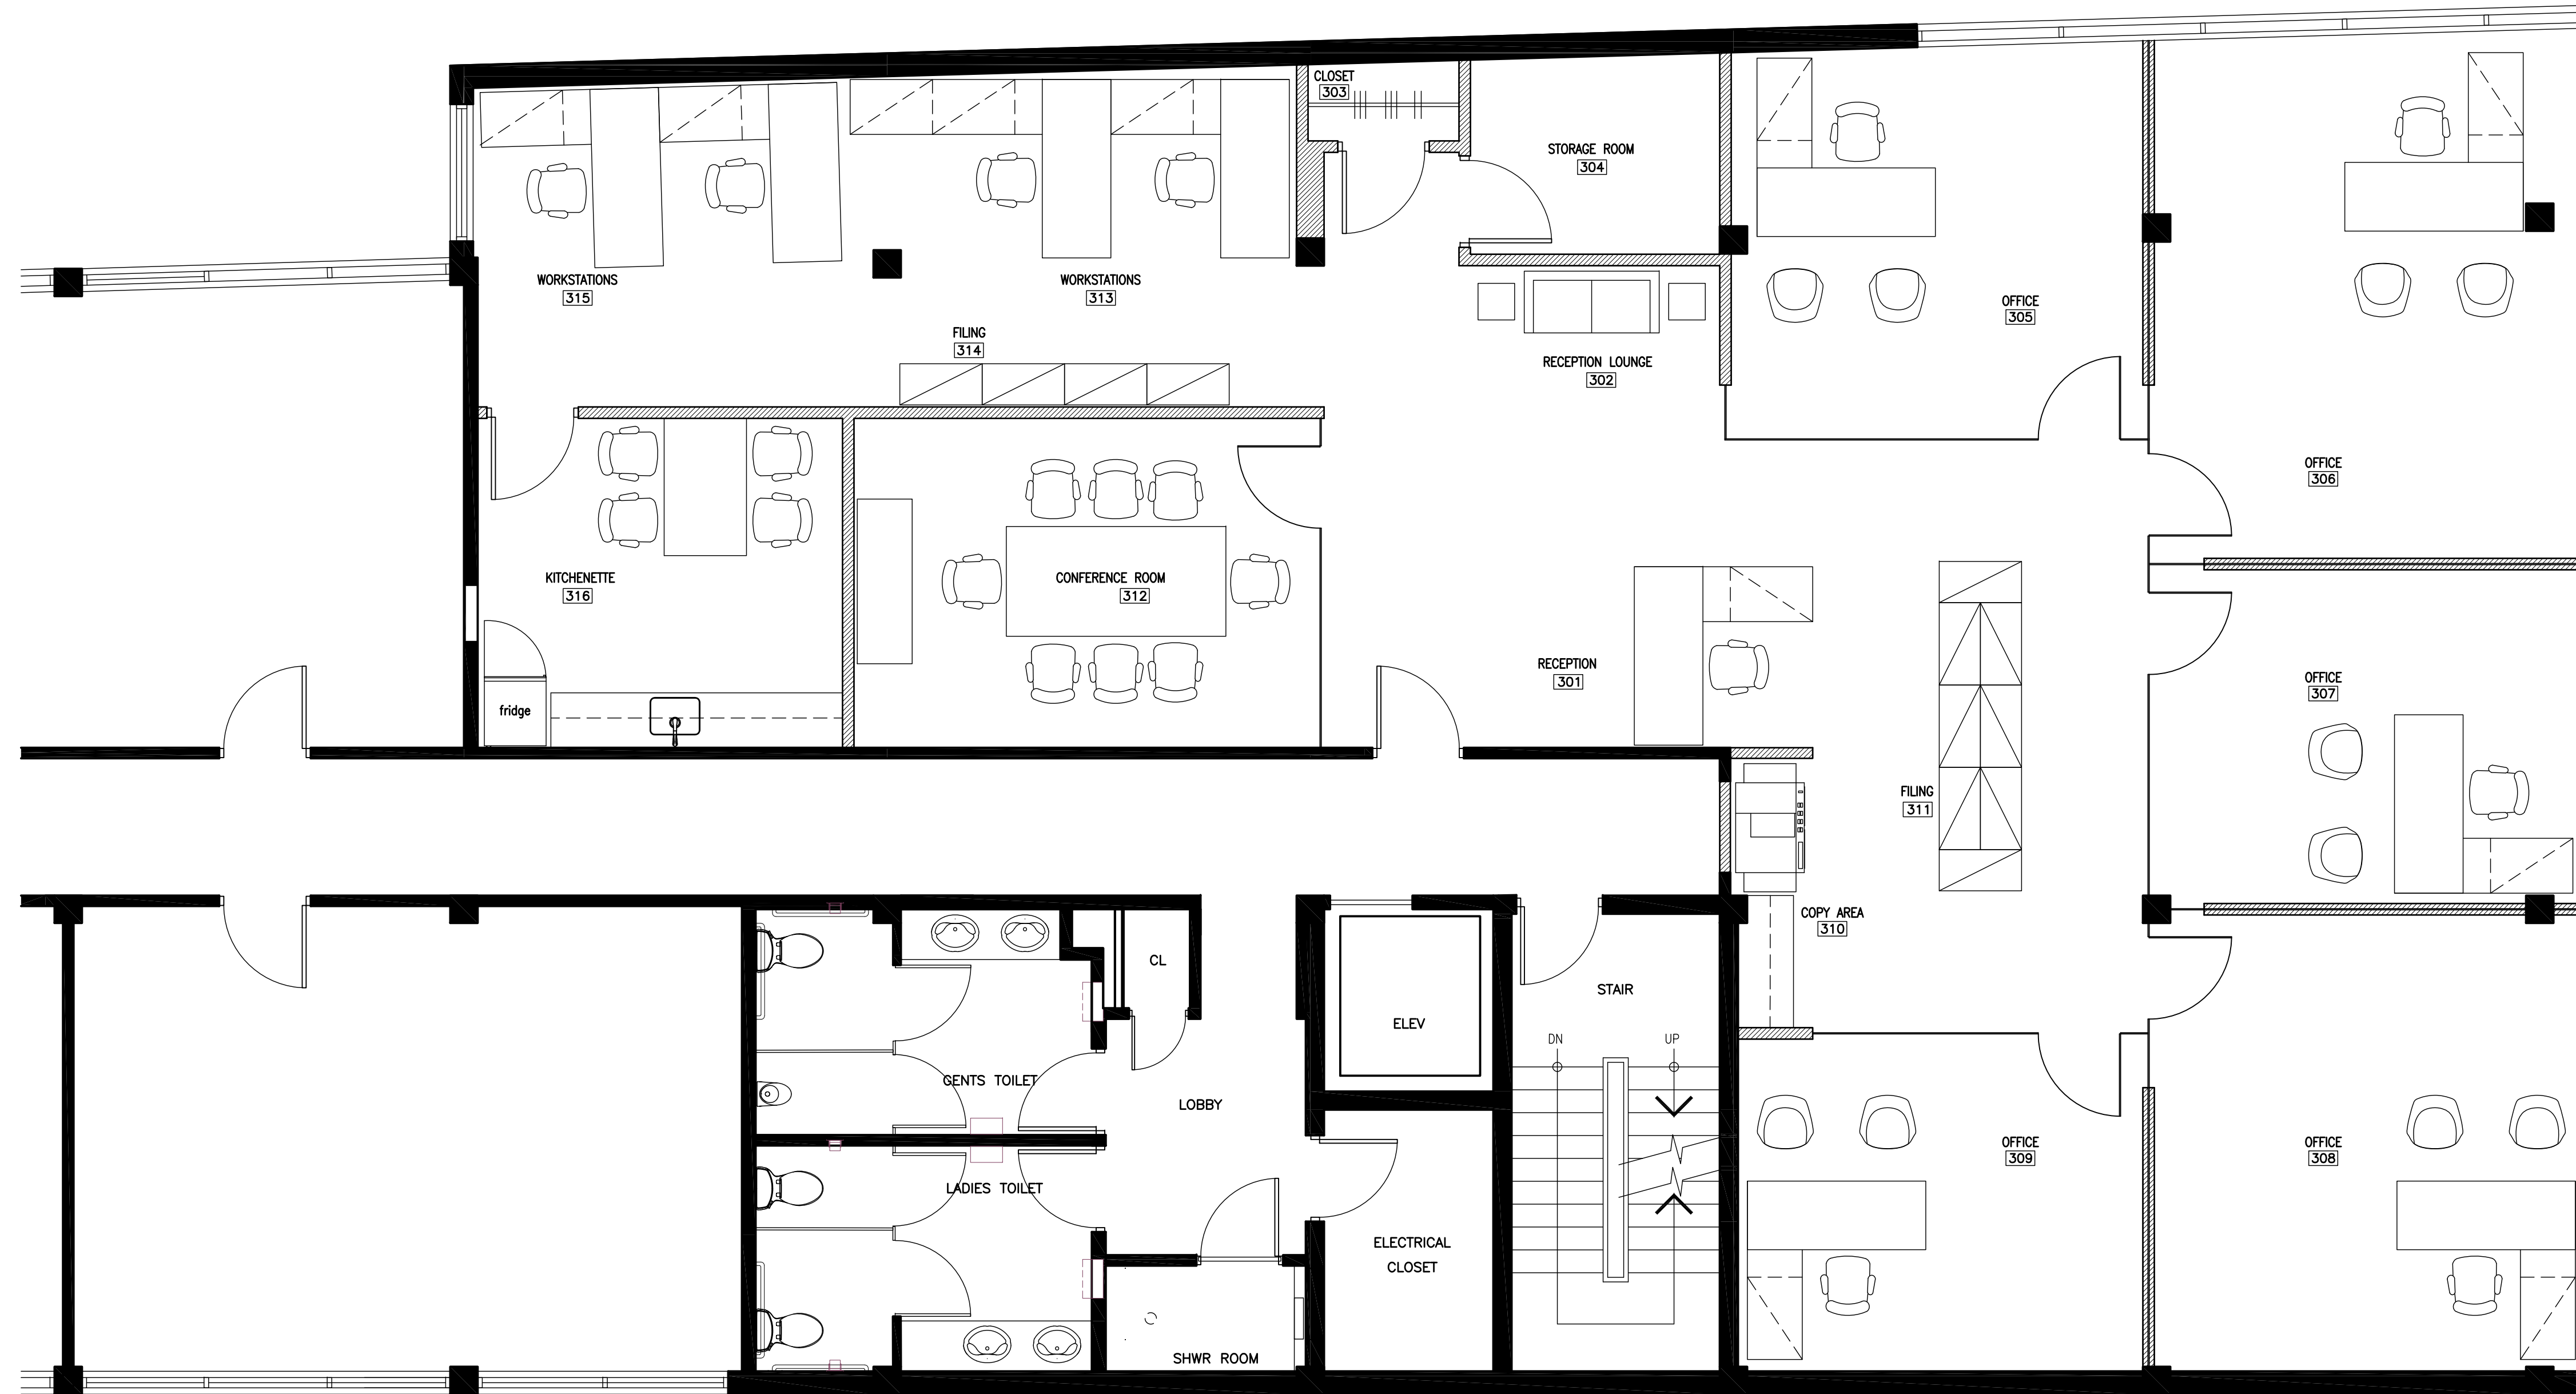 CLOSET
303
STORAGE ROOM
304
WORKSTATIONS
315
WORKSTATIONS
313
OFFICE
305
FILING
314
RECEPTION LOUNGE
302
OFFICE
306
KITCHENETTE
316
CONFERENCE ROOM
312
RECEPTION
301
OFFICE
307
fridge
FILING
311
COPY AREA
310
CL
STAIR
ELEV
DN
UP
GENTS TOILET
LOBBY
OFFICE
309
OFFICE
308
LADIES TOILET
ELECTRICAL
CLOSET
SHWR ROOM